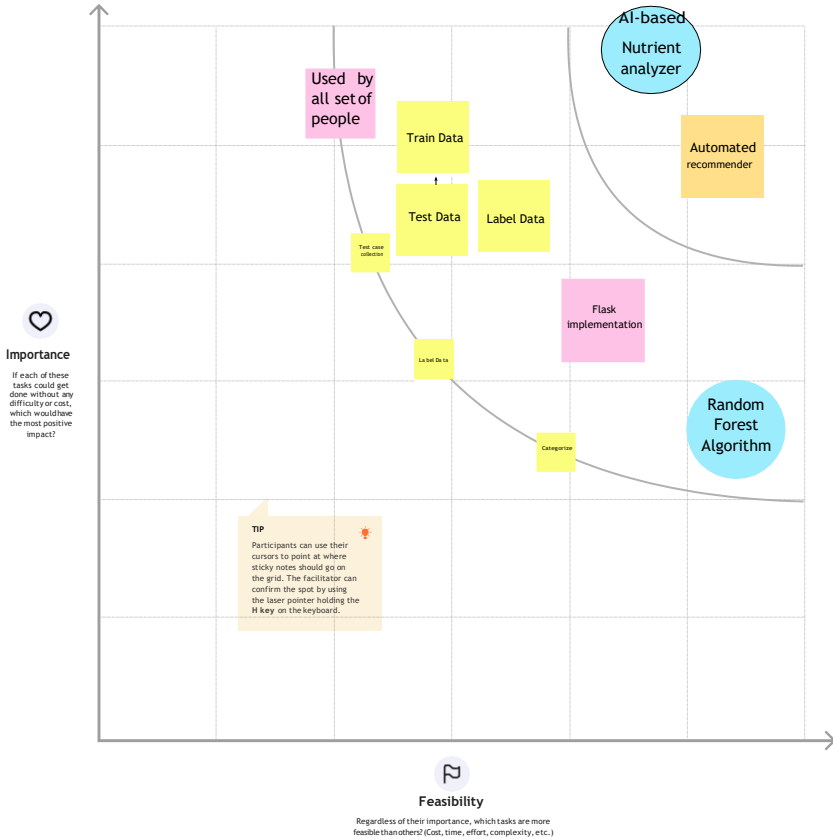 AI-based
Nutrient
analyzer
Used by
all set of
people
Train Data
Automated
recommender
Test Data
Label Data
Test case
collection
Flask
implementation
Importance
If each of these
tasks could get
done without any
difficulty or cost,
which would have
the most positive
impact?
Label Data
Random
Forest
Algorithm
Categorize
TIP
Participants can use their
cursors to point at where
sticky notes should go on
the grid. The facilitator can
confirm the spot by using
the laser pointer holding the
H key on the keyboard.
Feasibility
Regardless of their importance, which tasks are more
feasible than others? (Cost, time, effort, complexity, etc.)